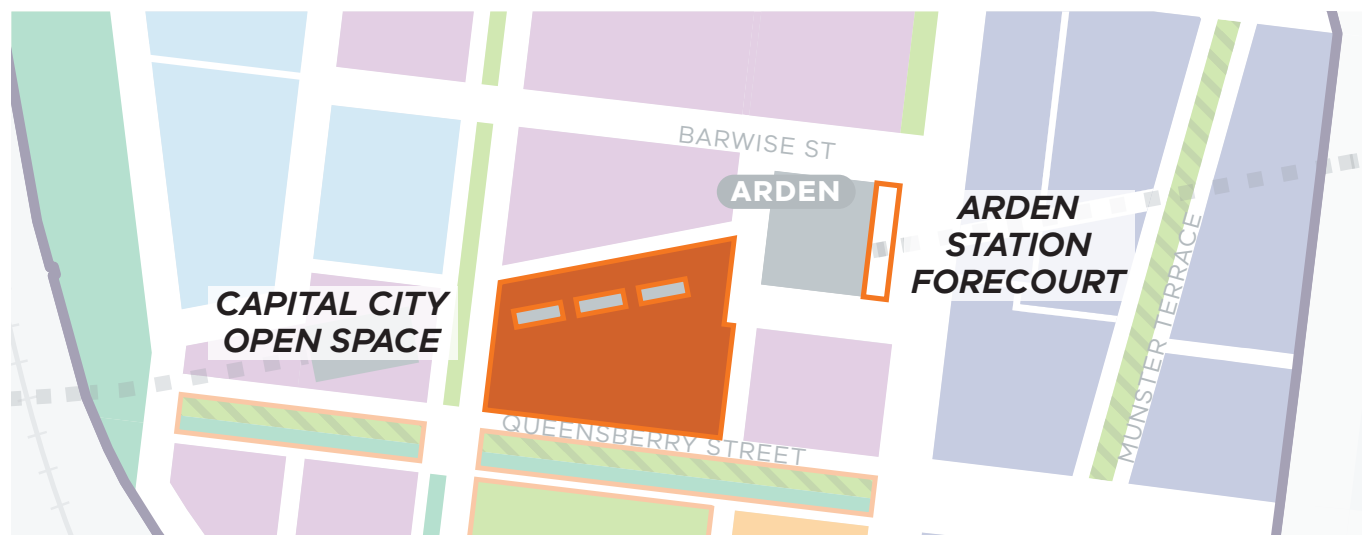 BARWISE ST
ARDEN
ARDEN
STATION
FORECOURT
CAPITAL CITY
OPEN SPACE
MUNSTER TERRACE
QUEENSBERRY STREET